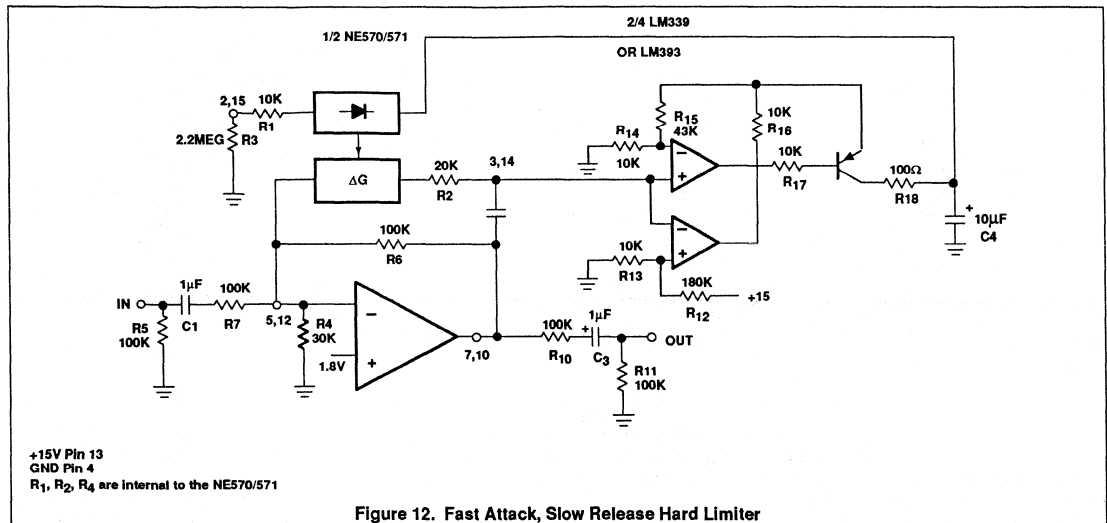 2/4 LM339
1/2 NE570/571
OR LM393
2,15
10K
R1
2.2MEG
R3
ΔG
20K
R2
3,14
R14
10K
R15
43K
10K
R16
−
+
10K
R17
100Ω
R18
+
10µF
C4
−
+
10K
R13
180K
R12
+15
100K
R6
IN
1µF
C1
100K
R7
5,12
R5
100K
R4
30K
1.8V
−
+
7,10
100K
R10
1µF
+
C3
OUT
R11
100K
+15V Pin 13
GND Pin 4
R1, R2, R4 are internal to the NE570/571
Figure 12. Fast Attack, Slow Release Hard Limiter